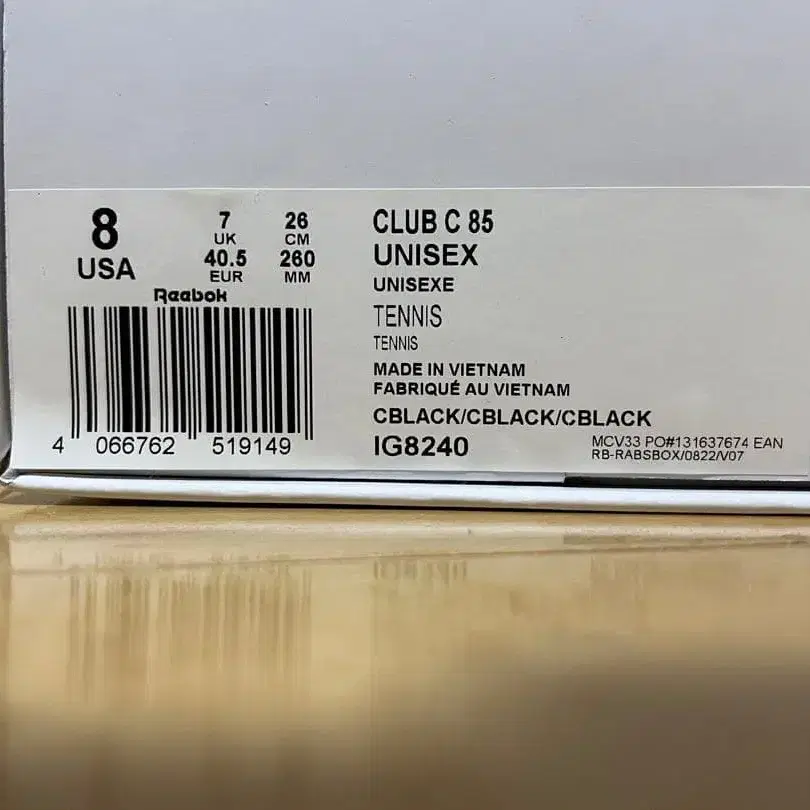 8
USA
7
UK
40.5
EUR
26
CM
260
MM
Reebok
4 066762 519149
CLUB C 85
UNISEX
UNISEXE
TENNIS
TENNIS
MADE IN VIETNAM
FABRIQUÉ AU VIETNAM
CBLACK/CBLACK/CBLACK
IG8240
MCV33 PO#131637674 EAN
RB-RABSBOX/0822/V07